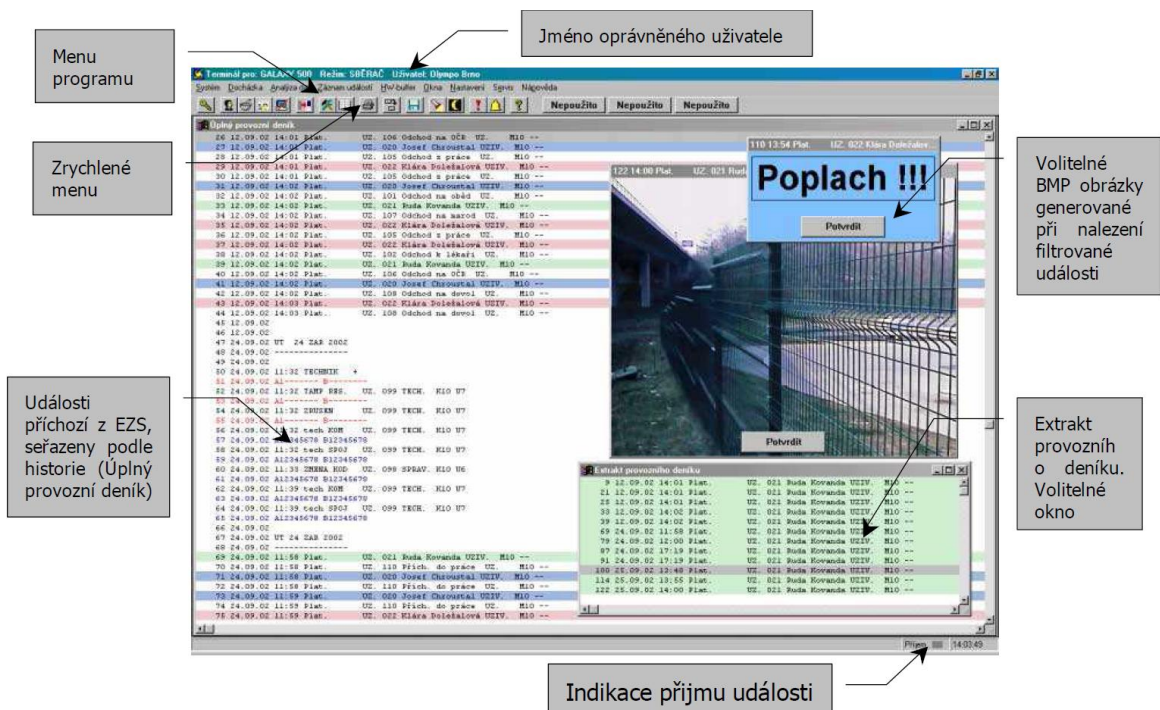 Menu
programu
Jméno oprávněného uživatele
Zrychlené
menu
Události
příchozí z EZS,
seřazeny podle
historie (Úplný
provozní deník)
Volitelné
BMP obrázky
generované
při nalezení
filtrované
události
Extrakt
provozníh
o deníku.
Volitelné
okno
Indikace přijmu události
Terminál pro: GALAXY 500 Režim: SBĚRAČ Uživatel: Olympo Brno
Systém Docházka Analýza Záznam událostí HW-buffer Okna Nastavení Servis Nápověda
Nepoužito Nepoužito Nepoužito
Úplný provozní deník
26 12.09.02 14:01 Plat. UZ. 106 Odchod na OČR UZ. M10 --
27 12.09.02 14:01 Plat. UZ. 020 Josef Chroustal UZIV. M10 --
28 12.09.02 14:01 Plat. UZ. 105 Odchod z práce UZ. M10 --
29 12.09.02 14:01 Plat. UZ. 022 Klára Doležalová UZIV. M10 --
30 12.09.02 14:01 Plat. UZ. 105 Odchod z práce UZ. M10 --
31 12.09.02 14:02 Plat. UZ. 020 Josef Chroustal UZIV. M10 --
32 12.09.02 14:02 Plat. UZ. 101 Odchod na oběd UZ. M10 --
33 12.09.02 14:02 Plat. UZ. 021 Ruda Kovanda UZIV. M10 --
34 12.09.02 14:02 Plat. UZ. 107 Odchod na marod UZ. M10 --
35 12.09.02 14:02 Plat. UZ. 022 Klára Doležalová UZIV. M10 --
36 12.09.02 14:02 Plat. UZ. 105 Odchod z práce UZ. M10 --
37 12.09.02 14:02 Plat. UZ. 022 Klára Doležalová UZIV. M10 --
38 12.09.02 14:02 Plat. UZ. 102 Odchod k lékaři UZ. M10 --
39 12.09.02 14:02 Plat. UZ. 021 Ruda Kovanda UZIV. M10 --
40 12.09.02 14:02 Plat. UZ. 106 Odchod na OČR UZ. M10 --
41 12.09.02 14:02 Plat. UZ. 020 Josef Chroustal UZIV. M10 --
42 12.09.02 14:02 Plat. UZ. 108 Odchod na dovol UZ. M10 --
43 12.09.02 14:03 Plat. UZ. 022 Klára Doležalová UZIV. M10 --
44 12.09.02 14:03 Plat. UZ. 108 Odchod na dovol UZ. M10 --
45 12.09.02
46 12.09.02
47 24.09.02 UT 24 ZAR 2002
48 24.09.02 ---------------
49 24.09.02
50 24.09.02 11:32 TECHNIK +
51 24.09.02 A1------- B--------
52 24.09.02 11:32 TAMP RES. UZ. 099 TECH. K10 U7
53 24.09.02 A1------- B--------
54 24.09.02 11:32 ZRUSEN UZ. 099 TECH. K10 U7
55 24.09.02 A1------- B--------
56 24.09.02 11:32 tech KOM UZ. 099 TECH. K10 U7
57 24.09.02 A12345678 B12345678
58 24.09.02 11:32 tech SPOJ UZ. 099 TECH. K10 U7
59 24.09.02 A12345678 B12345678
60 24.09.02 11:33 ZMENA KOD UZ. 098 SPRAV. K10 U6
61 24.09.02 A12345678 B12345678
62 24.09.02 11:39 tech KOM UZ. 099 TECH. K10 U7
63 24.09.02 A12345678 B12345678
64 24.09.02 11:39 tech SPOJ UZ. 099 TECH. K10 U7
65 24.09.02 A12345678 B12345678
66 24.09.02
67 24.09.02 UT 24 ZAR 2002
68 24.09.02 ---------------
69 24.09.02 11:58 Plat. UZ. 021 Ruda Kovanda UZIV. M10 --
70 24.09.02 11:58 Plat. UZ. 110 Přích. do práce UZ. M10 --
71 24.09.02 11:58 Plat. UZ. 020 Josef Chroustal UZIV. M10 --
72 24.09.02 11:58 Plat. UZ. 110 Přích. do práce UZ. M10 --
73 24.09.02 11:59 Plat. UZ. 020 Josef Chroustal UZIV. M10 --
74 24.09.02 11:59 Plat. UZ. 110 Přích. do práce UZ. M10 --
75 24.09.02 11:59 Plat. UZ. 022 Klára Doležalová UZIV. M10 --
110 13:54 Plat. UZ. 022 Klára Doležalov...
Poplach !!!
Potvrdit
122 14:00 Plat. UZ. 021 Ruda
Potvrdit
Extrakt provozního deníku
9 12.09.02 14:01 Plat. UZ. 021 Ruda Kovanda UZIV. M10 --
21 12.09.02 14:01 Plat. UZ. 021 Ruda Kovanda UZIV. M10 --
25 12.09.02 14:01 Plat. UZ. 021 Ruda Kovanda UZIV. M10 --
33 12.09.02 14:02 Plat. UZ. 021 Ruda Kovanda UZIV. M10 --
39 12.09.02 14:02 Plat. UZ. 021 Ruda Kovanda UZIV. M10 --
69 24.09.02 11:58 Plat. UZ. 021 Ruda Kovanda UZIV. M10 --
79 24.09.02 12:00 Plat. UZ. 021 Ruda Kovanda UZIV. M10 --
87 24.09.02 17:19 Plat. UZ. 021 Ruda Kovanda UZIV. M10 --
91 24.09.02 17:19 Plat. UZ. 021 Ruda Kovanda UZIV. M10 --
100 25.09.02 13:48 Plat. UZ. 021 Ruda Kovanda UZIV. M10 --
114 25.09.02 13:55 Plat. UZ. 021 Ruda Kovanda UZIV. M10 --
122 25.09.02 14:00 Plat. UZ. 021 Ruda Kovanda UZIV. M10 --
Příjem 14:03:49